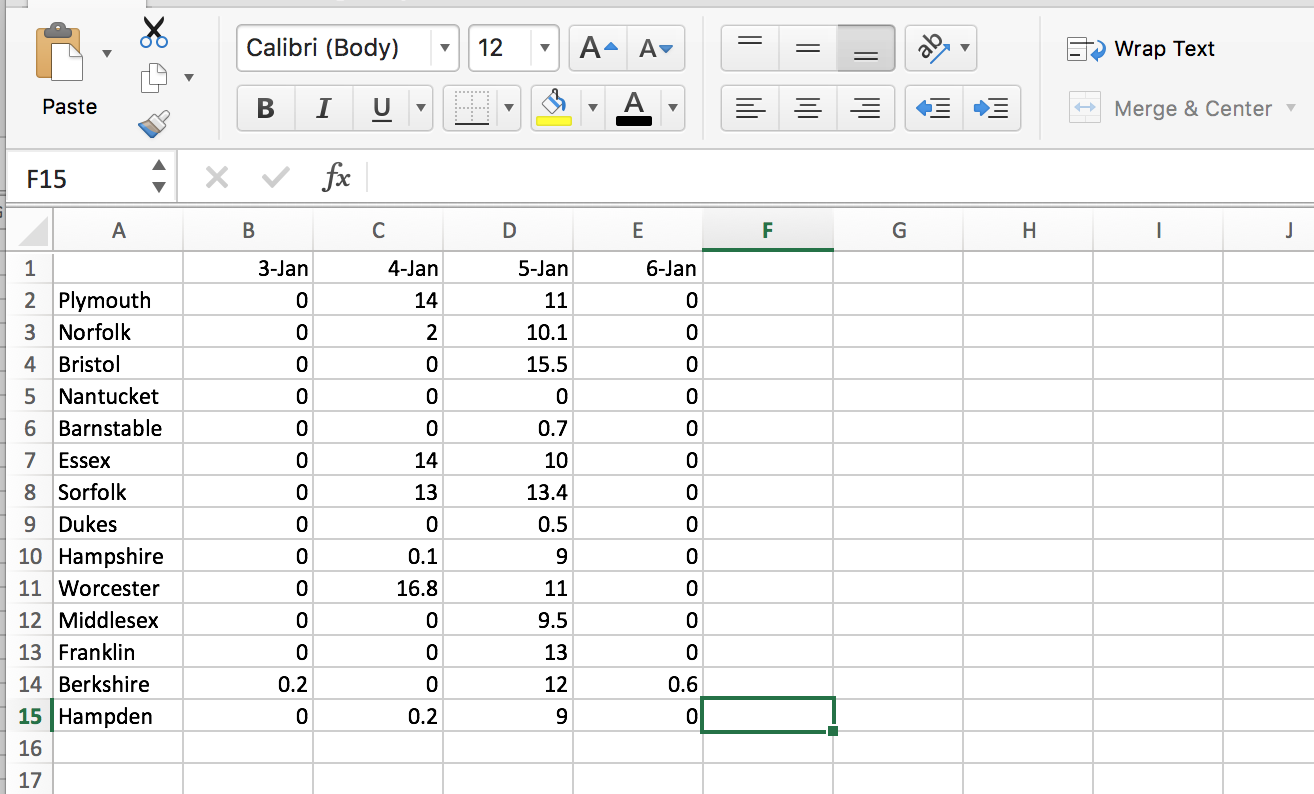 Calibri (Body) 12 A A ab Wrap Text
Paste B I U A Merge & Center
F15 fx
A B C D E F G H I J
1 3-Jan 4-Jan 5-Jan 6-Jan
2 Plymouth 0 14 11 0
3 Norfolk 0 2 10.1 0
4 Bristol 0 0 15.5 0
5 Nantucket 0 0 0 0
6 Barnstable 0 0 0.7 0
7 Essex 0 14 10 0
8 Sorfolk 0 13 13.4 0
9 Dukes 0 0 0.5 0
10 Hampshire 0 0.1 9 0
11 Worcester 0 16.8 11 0
12 Middlesex 0 0 9.5 0
13 Franklin 0 0 13 0
14 Berkshire 0.2 0 12 0.6
15 Hampden 0 0.2 9 0
16
17